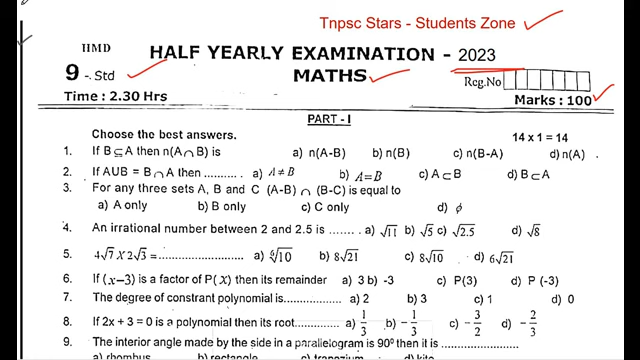 Tnpsc Stars - Students Zone
HMD
HALF YEARLY EXAMINATION - 2023
9 - Std
MATHS
Reg.No
Time : 2.30 Hrs
Marks : 100
PART - I
Choose the best answers.
14 x 1 = 14
1. If B⊆A then n(A∩B) is a) n(A-B) b) n(B) c) n(B-A) d) n(A)
2. If AUB = B∩A then .......... a) A≠B b) A=B c) A⊂B d) B⊂A
3. For any three sets A, B and C (A-B) ∩ (B-C) is equal to
a) A only b) B only c) C only d) ϕ
4. An irrational number between 2 and 2.5 is ....... a) √11 b) √5 c) √2.5 d) √8
5. 4√7 X 2√3 = ........................ a) ⁶√10 b) 8√21 c) 8√10 d) 6√21
6. If (x−3) is a factor of P(X) then its remainder a) 3 b) -3 c) P(3) d) P (-3)
7. The degree of constant polynomial is............... a) 2 b) 3 c) 1 d) 0
8. If 2x + 3 = 0 is a polynomial then its root........ a) 1/3 b) −1/3 c) −3/2 d) −2/3
9. The interior angle made by the side in a parallelogram is 90° then it is ................
a) rhombus b) rectangle c) trapezium d) kite